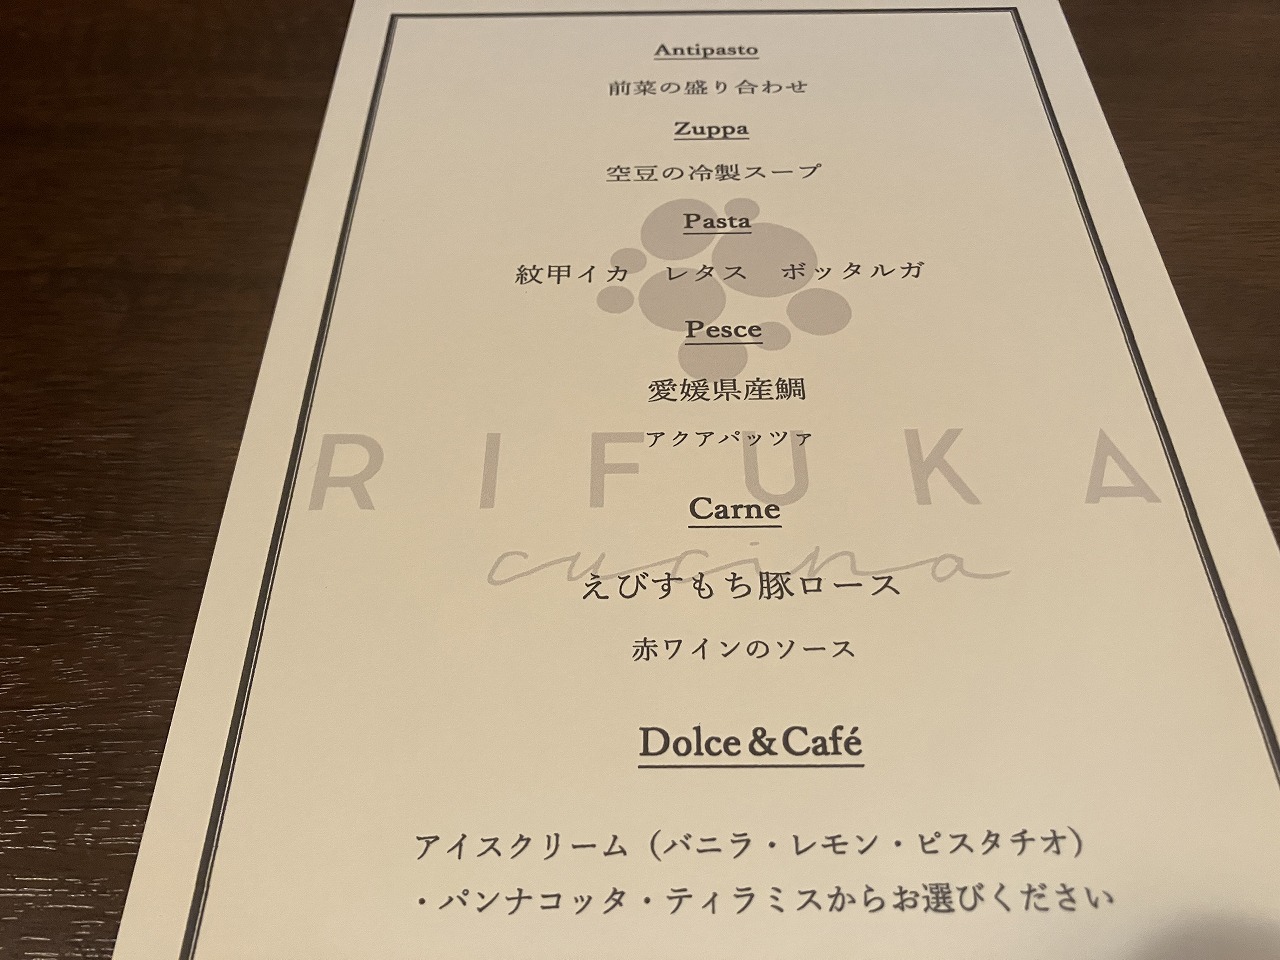 Antipasto
前菜の盛り合わせ
Zuppa
空豆の冷製スープ
Pasta
紋甲イカ　レタス　ボッタルガ
Pesce
愛媛県産鯛
アクアパッツァ
RIFUKA
Carne
cucina
えびすもち豚ロース
赤ワインのソース
Dolce & Café
アイスクリーム（バニラ・レモン・ピスタチオ）
・パンナコッタ・ティラミスからお選びください